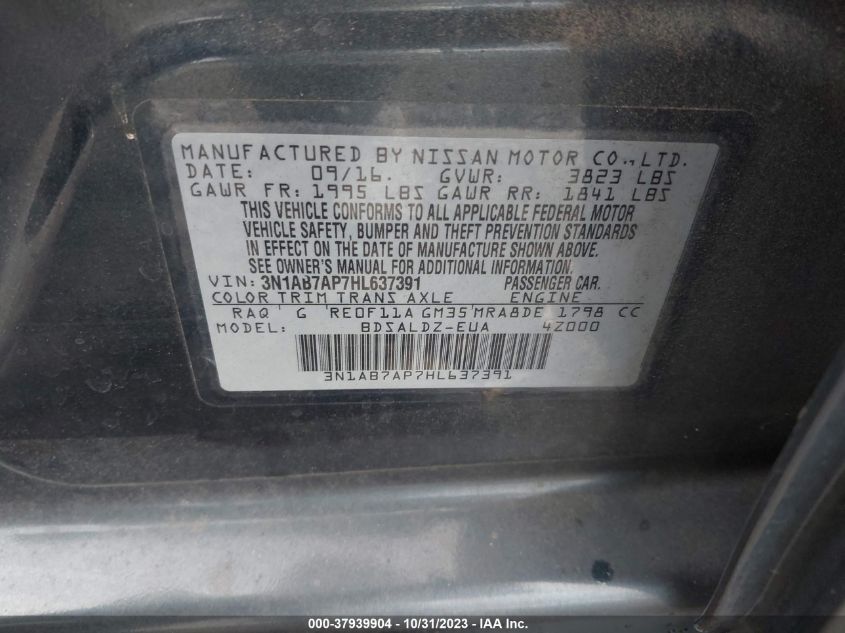 MANUFACTURED BY NISSAN MOTOR CO., LTD.
DATE: 09/16. GVWR: 3823 LBS
GAWR FR: 1995 LBS GAWR RR: 1841 LBS
THIS VEHICLE CONFORMS TO ALL APPLICABLE FEDERAL MOTOR
VEHICLE SAFETY, BUMPER AND THEFT PREVENTION STANDARDS
IN EFFECT ON THE DATE OF MANUFACTURE SHOWN ABOVE.
SEE OWNER'S MANUAL FOR ADDITIONAL INFORMATION.
VIN: 3N1AB7AP7HL637391 PASSENGER CAR.
COLOR TRIM TRANS AXLE ENGINE
RAQ G RE0F11A GM35 MRA8DE 1798 CC
MODEL: BDSALDZ-EUA 4Z000
3N1AB7AP7HL637391
000-37939904 - 10/31/2023 - IAA Inc.